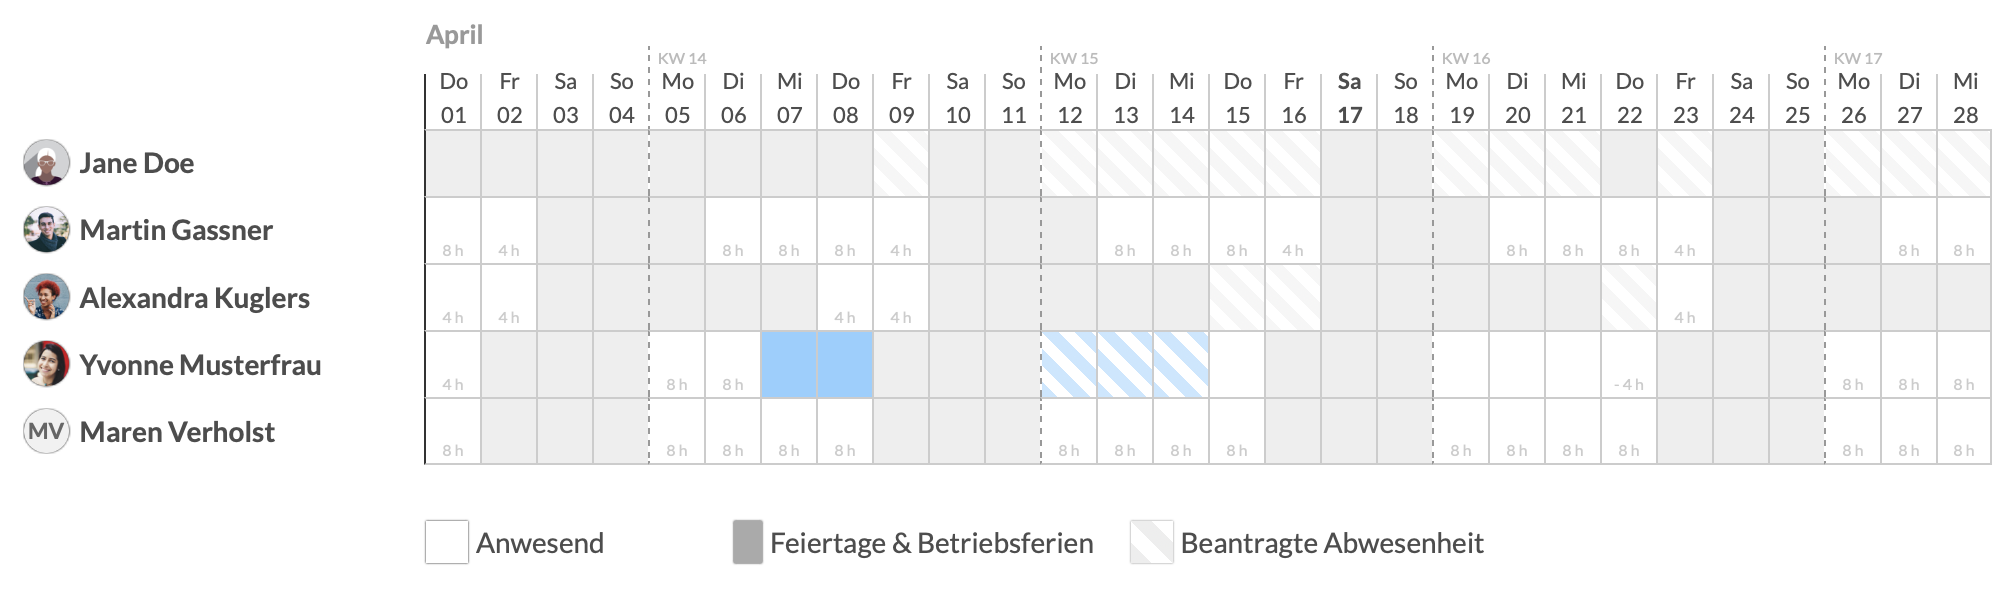 April
KW 14 KW 15 KW 16 KW 17
Do Fr Sa So Mo Di Mi Do Fr Sa So Mo Di Mi Do Fr Sa So Mo Di Mi Do Fr Sa So Mo Di Mi
01 02 03 04 05 06 07 08 09 10 11 12 13 14 15 16 17 18 19 20 21 22 23 24 25 26 27 28
Jane Doe
Martin Gassner 8 h 4 h 8 h 8 h 8 h 4 h 8 h 8 h 8 h 4 h 8 h 8 h 8 h 4 h 8 h 8 h
Alexandra Kuglers 4 h 4 h 4 h 4 h 4 h
Yvonne Musterfrau 4 h 8 h 8 h - 4 h 8 h 8 h 8 h
MV Maren Verholst 8 h 8 h 8 h 8 h 8 h 8 h 8 h 8 h 8 h 8 h 8 h 8 h 8 h 8 h 8 h 8 h
Anwesend Feiertage & Betriebsferien Beantragte Abwesenheit